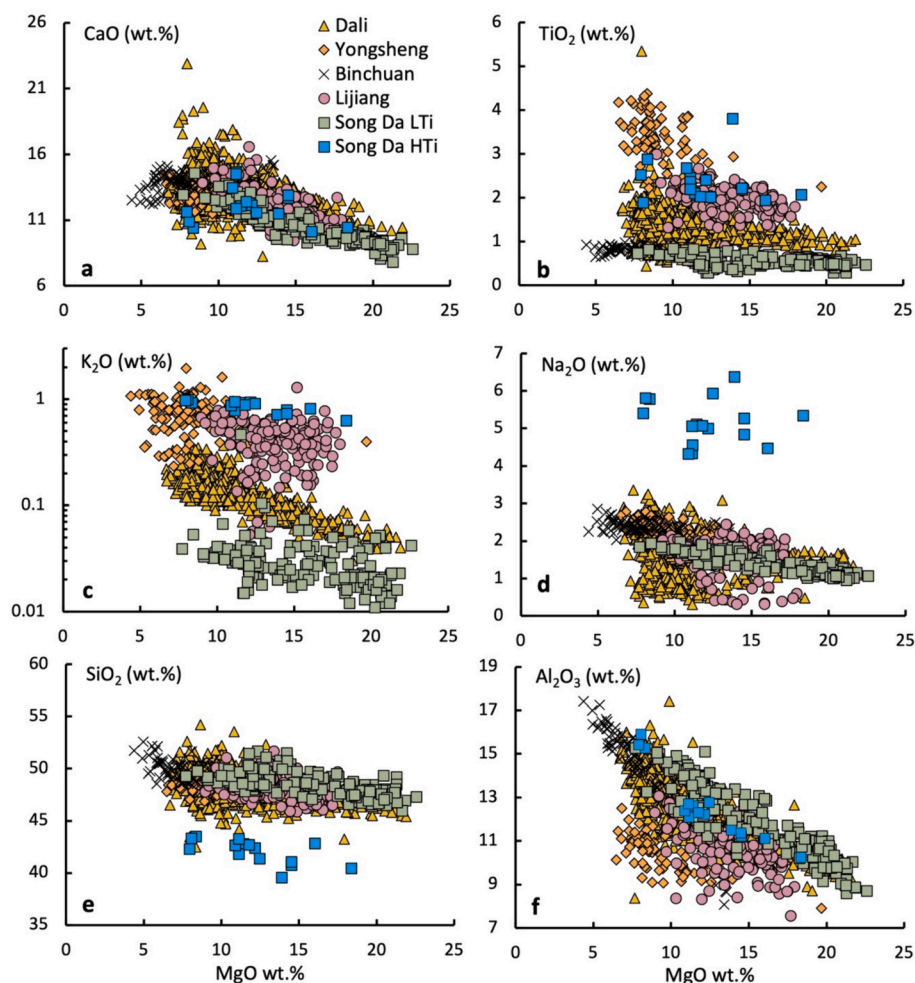 26
CaO (wt.%)
21
16
11
6
0 5 10 15 20 25
a
Dali
Yongsheng
Binchuan
Lijiang
Song Da LTi
Song Da HTi
6
TiO₂ (wt.%)
5
4
3
2
1
0
0 5 10 15 20 25
b
K₂O (wt.%)
1
0.1
0.01
0 5 10 15 20 25
c
7
Na₂O (wt.%)
6
5
4
3
2
1
0
0 5 10 15 20 25
d
60
SiO₂ (wt.%)
55
50
45
40
35
0 5 10 15 20 25
e
MgO wt.%
19
Al₂O₃ (wt.%)
17
15
13
11
9
7
0 5 10 15 20 25
f
MgO wt.%